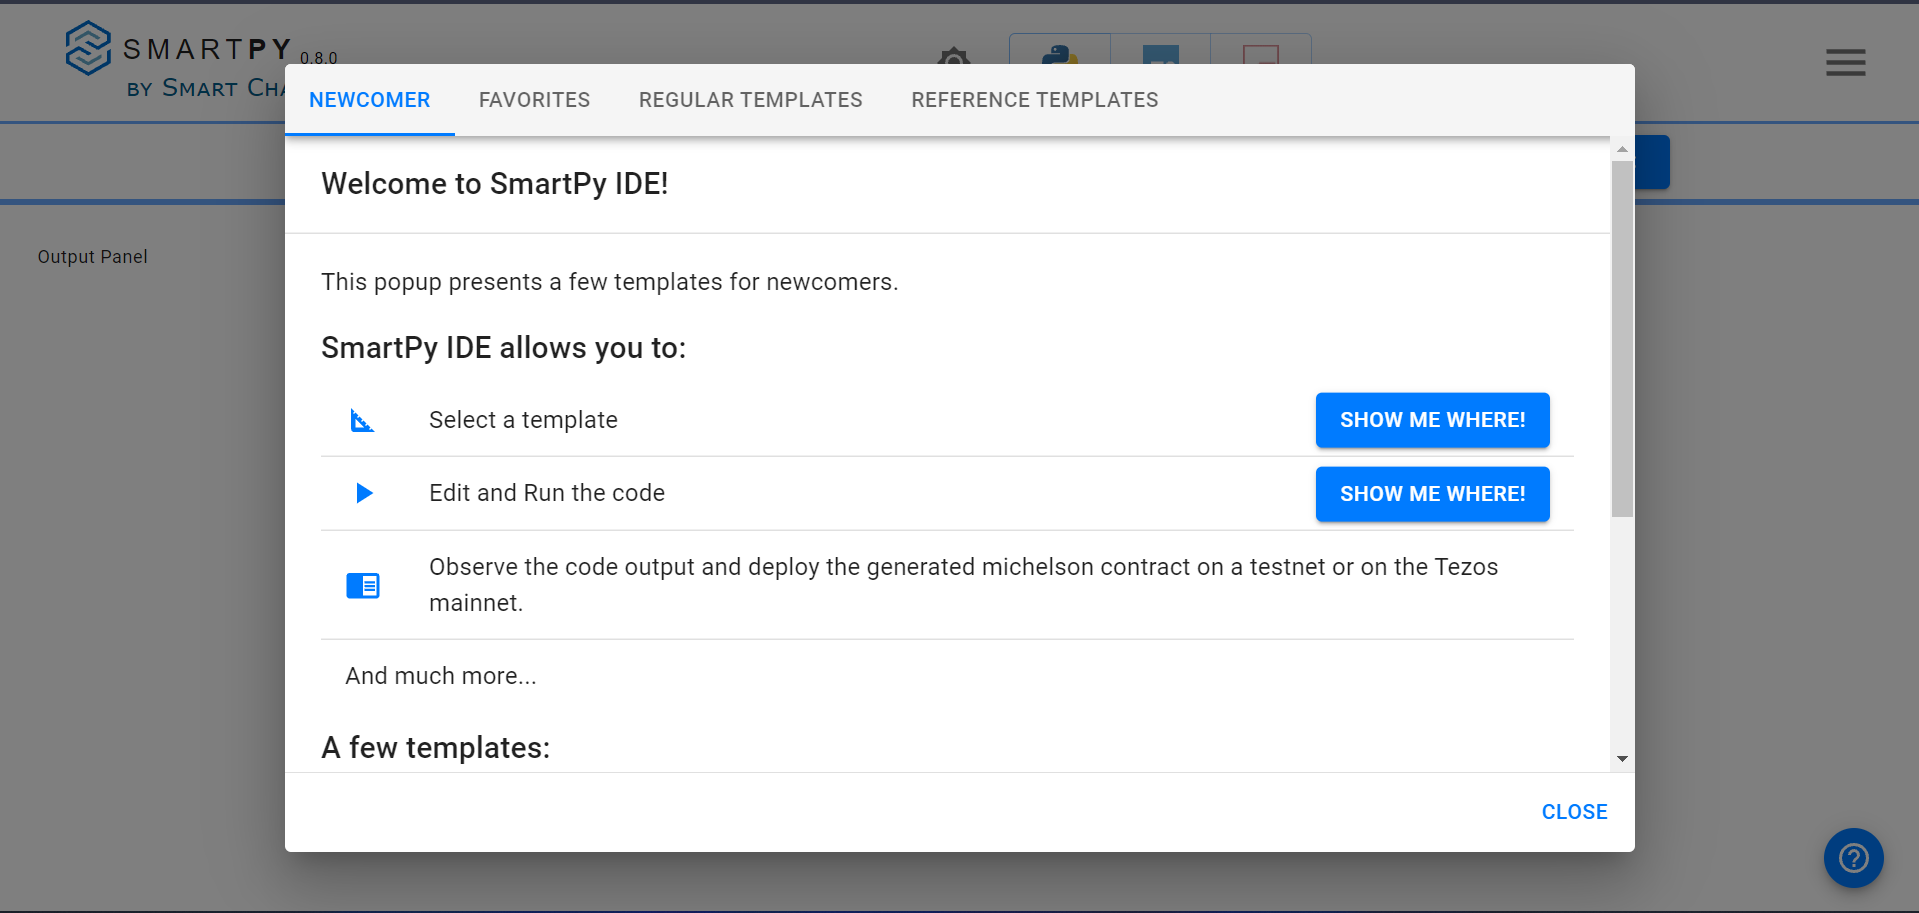 SMARTPY 0.8.0
BY SMART
NEWCOMER FAVORITES REGULAR TEMPLATES REFERENCE TEMPLATES
Welcome to SmartPy IDE!
Output Panel
This popup presents a few templates for newcomers.
SmartPy IDE allows you to:
Select a template SHOW ME WHERE!
Edit and Run the code SHOW ME WHERE!
Observe the code output and deploy the generated michelson contract on a testnet or on the Tezos
mainnet.
And much more...
A few templates:
CLOSE